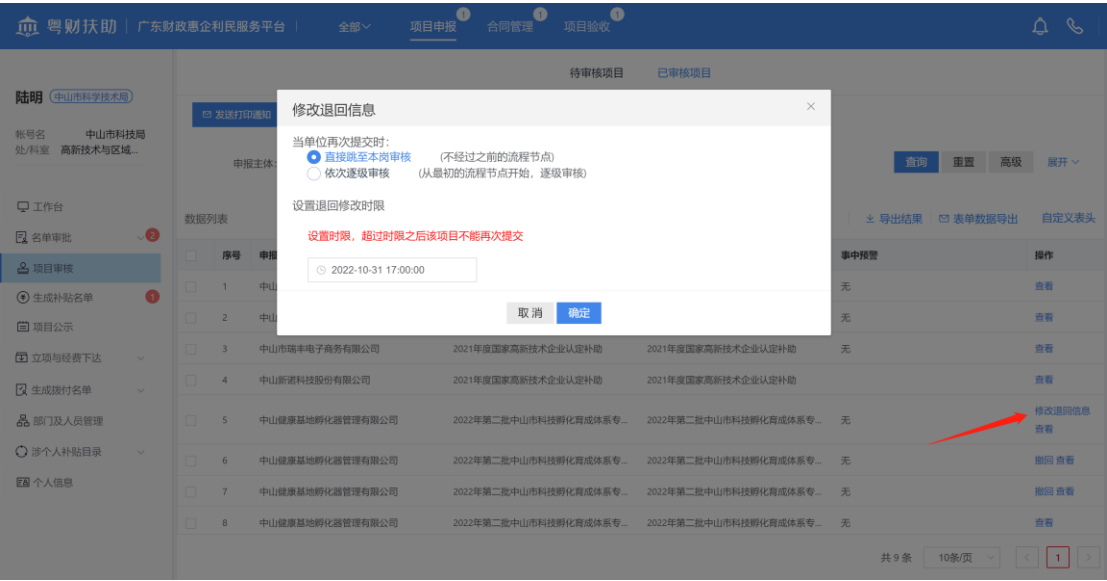 粤财扶助 广东财政惠企利民服务平台 全部 项目申报 1 合同管理 1 项目验收 1
待审核项目 已审核项目
陆明 中山市科学技术局
帐号名 中山市科技局
处/科室 高新技术与区域...
发送打印通知
申报主体:
查询 重置 高级 展开
工作台
名单审批 2
项目审核
生成补贴名单 1
项目公示
立项与经费下达
生成拨付名单
部门及人员管理
涉个人补贴目录
个人信息
修改退回信息
当单位再次提交时:
直接跳至本岗审核 (不经过之前的流程节点)
依次逐级审核 (从最初的流程节点开始，逐级审核)
设置退回修改时限
设置时限，超过时限之后该项目不能再次提交
2022-10-31 17:00:00
取消 确定
数据列表 导出结果 表单数据导出 自定义表头
序号 申报 事中预警 操作
1 中山 无 查看
2 中山 无 查看
3 中山市瑞丰电子商务有限公司 2021年度国家高新技术企业认定补助 2021年度国家高新技术企业认定补助 无 查看
4 中山新诺科技股份有限公司 2021年度国家高新技术企业认定补助 2021年度国家高新技术企业认定补助 查看
5 中山健康基地孵化器管理有限公司 2022年第二批中山市科技孵化育成体系专... 2022年第二批中山市科技孵化育成体系专... 无 修改退回信息
查看
6 中山健康基地孵化器管理有限公司 2022年第二批中山市科技孵化育成体系专... 2022年第二批中山市科技孵化育成体系专... 无 撤回 查看
7 中山健康基地孵化器管理有限公司 2022年第二批中山市科技孵化育成体系专... 2022年第二批中山市科技孵化育成体系专... 无 撤回 查看
8 中山健康基地孵化器管理有限公司 2022年第二批中山市科技孵化育成体系专... 2022年第二批中山市科技孵化育成体系专... 无 查看
共 9 条 10条/页 1